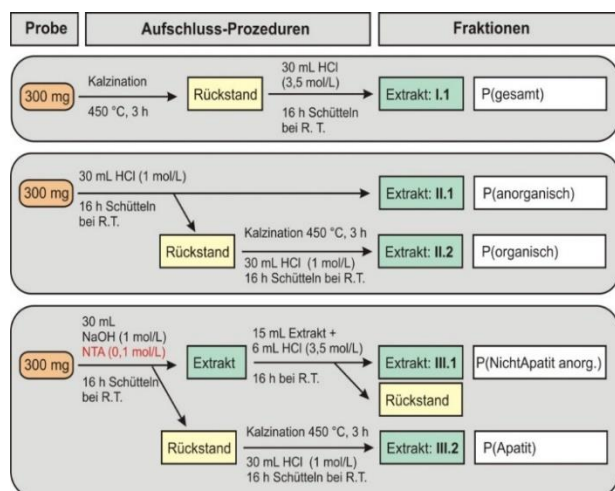 Probe Aufschluss-Prozeduren Fraktionen
300 mg
Kalzination
450 °C, 3 h
Rückstand
30 mL HCl
(3,5 mol/L)
16 h Schütteln
bei R. T.
Extrakt: I.1
P(gesamt)
300 mg
30 mL HCl (1 mol/L)
16 h Schütteln
bei R.T.
Extrakt: II.1
P(anorganisch)
Rückstand
Kalzination 450 °C, 3 h
30 mL HCl (1 mol/L)
16 h Schütteln bei R.T.
Extrakt: II.2
P(organisch)
300 mg
30 mL
NaOH (1 mol/L)
NTA (0,1 mol/L)
16 h Schütteln
bei R.T.
Extrakt
15 mL Extrakt +
6 mL HCl (3,5 mol/L)
16 h bei R.T.
Extrakt: III.1
P(NichtApatit anorg.)
Rückstand
Rückstand
Kalzination 450 °C, 3 h
30 mL HCl (1 mol/L)
16 h Schütteln bei R.T.
Extrakt: III.2
P(Apatit)